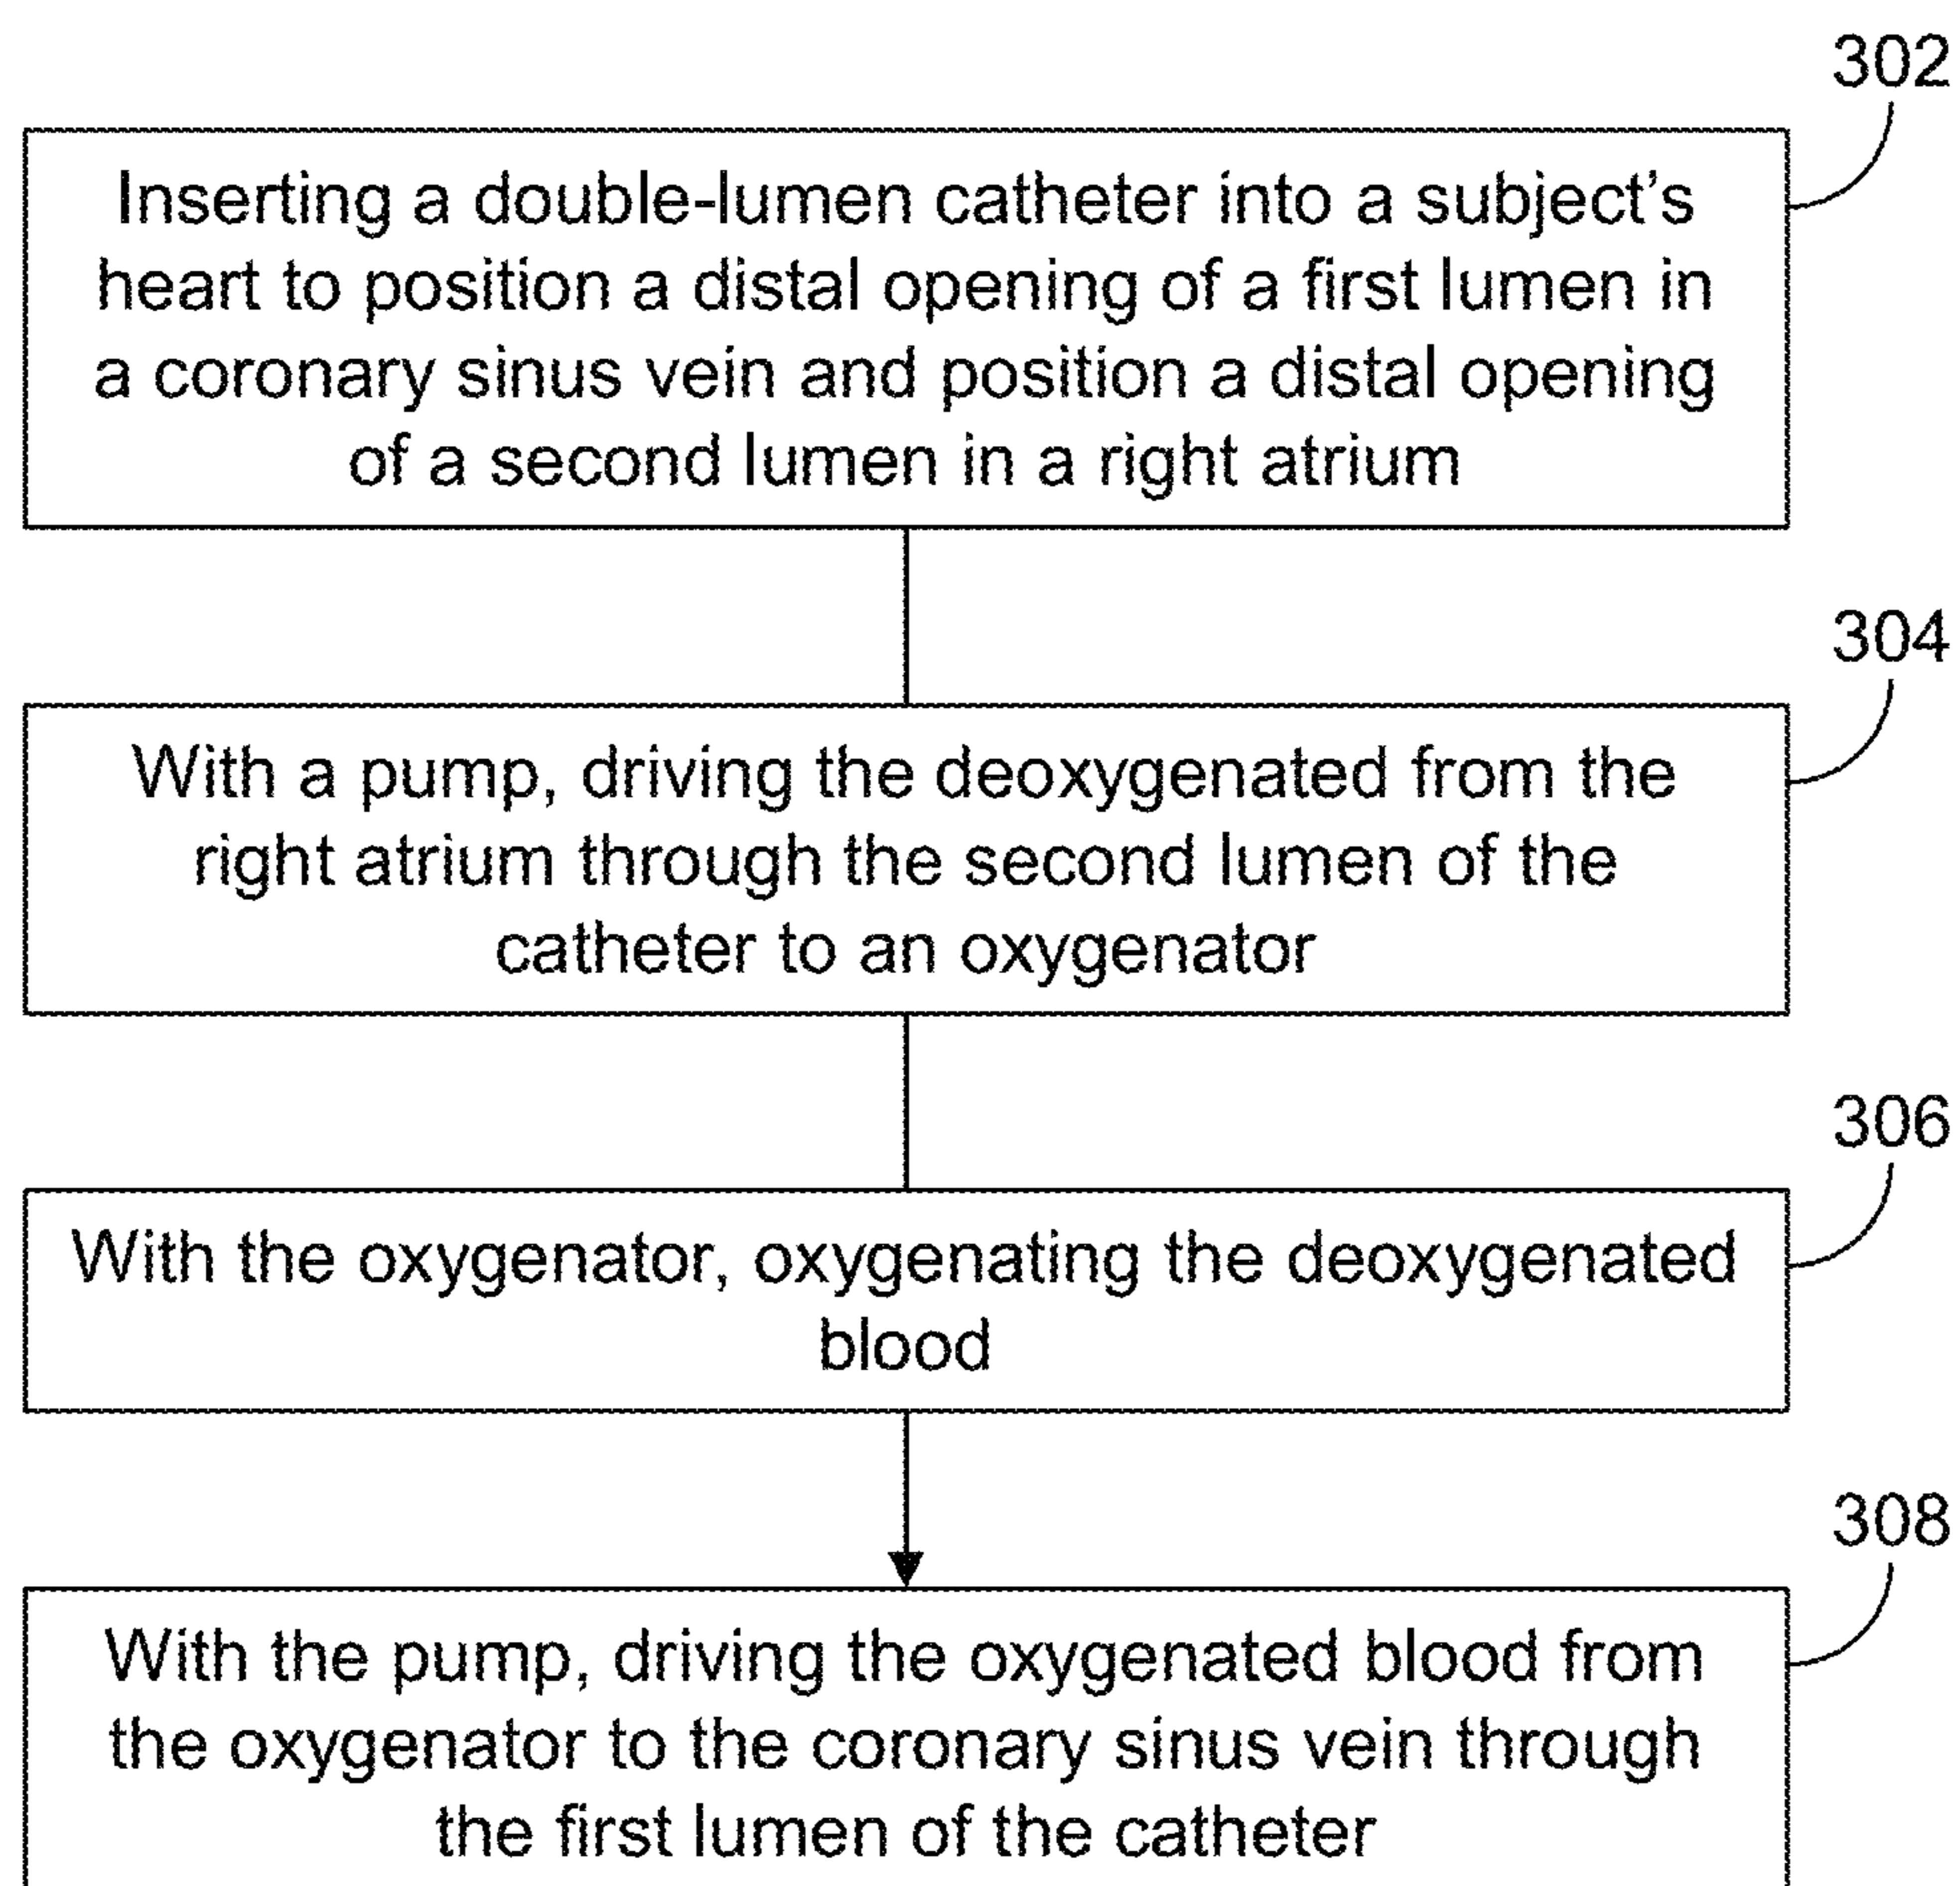 302
Inserting a double-lumen catheter into a subject's
heart to position a distal opening of a first lumen in
a coronary sinus vein and position a distal opening
of a second lumen in a right atrium
304
With a pump, driving the deoxygenated from the
right atrium through the second lumen of the
catheter to an oxygenator
306
With the oxygenator, oxygenating the deoxygenated
blood
308
With the pump, driving the oxygenated blood from
the oxygenator to the coronary sinus vein through
the first lumen of the catheter